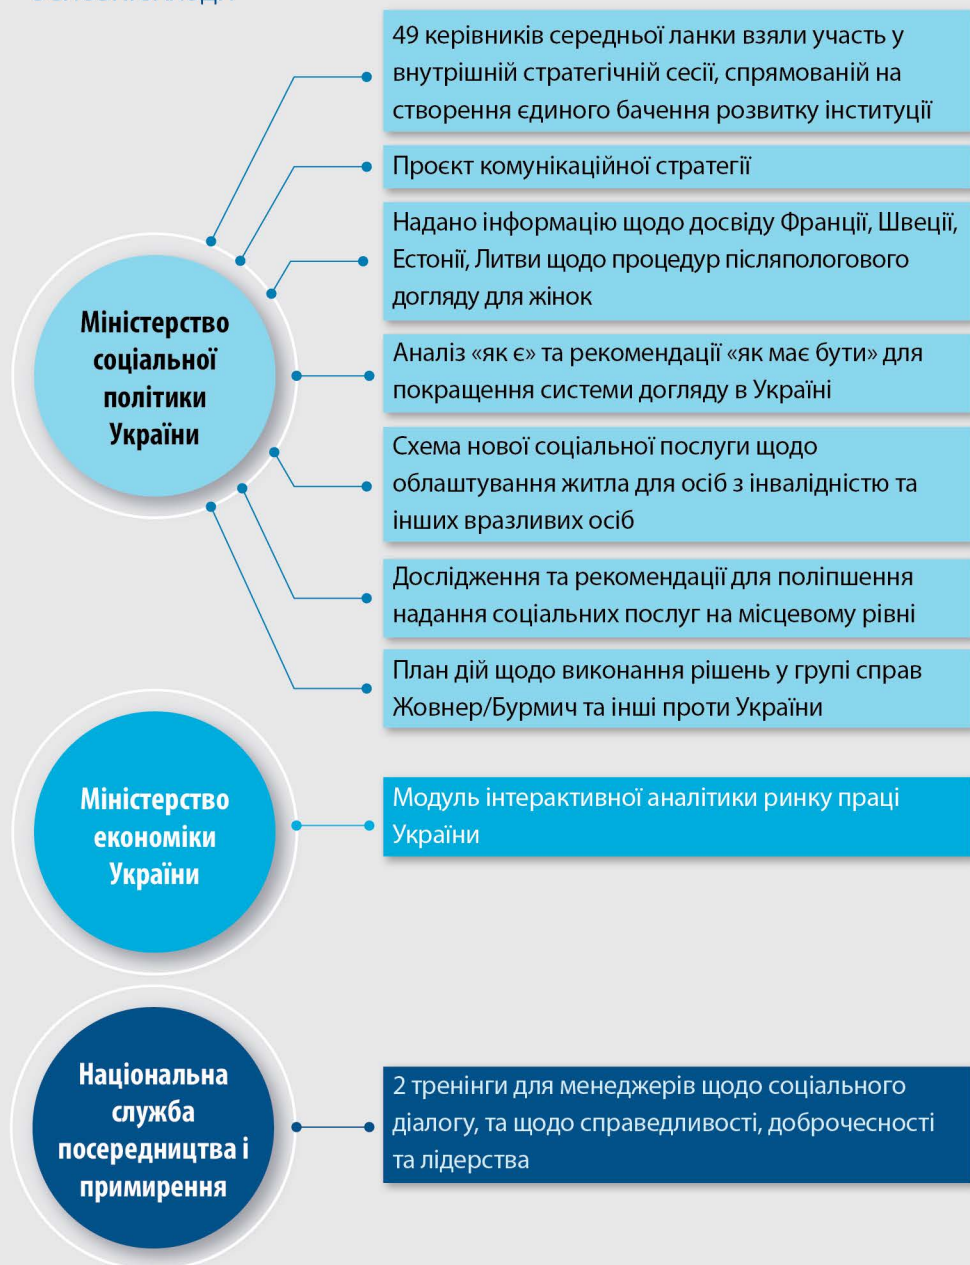 49 керівників середньої ланки взяли участь у
внутрішній стратегічній сесії, спрямованій на
створення єдиного бачення розвитку інституції
Проєкт комунікаційної стратегії
Надано інформацію щодо досвіду Франції, Швеції,
Естонії, Литви щодо процедур післяпологового
догляду для жінок
Міністерство
соціальної
політики
України
Аналіз «як є» та рекомендації «як має бути» для
покращення системи догляду в Україні
Схема нової соціальної послуги щодо
облаштування житла для осіб з інвалідністю та
інших вразливих осіб
Дослідження та рекомендації для поліпшення
надання соціальних послуг на місцевому рівні
План дій щодо виконання рішень у групі справ
Жовнер/Бурмич та інші проти України
Міністерство
економіки
України
Модуль інтерактивної аналітики ринку праці
України
Національна
служба
посередництва і
примирення
2 тренінги для менеджерів щодо соціального
діалогу, та щодо справедливості, доброчесності
та лідерства